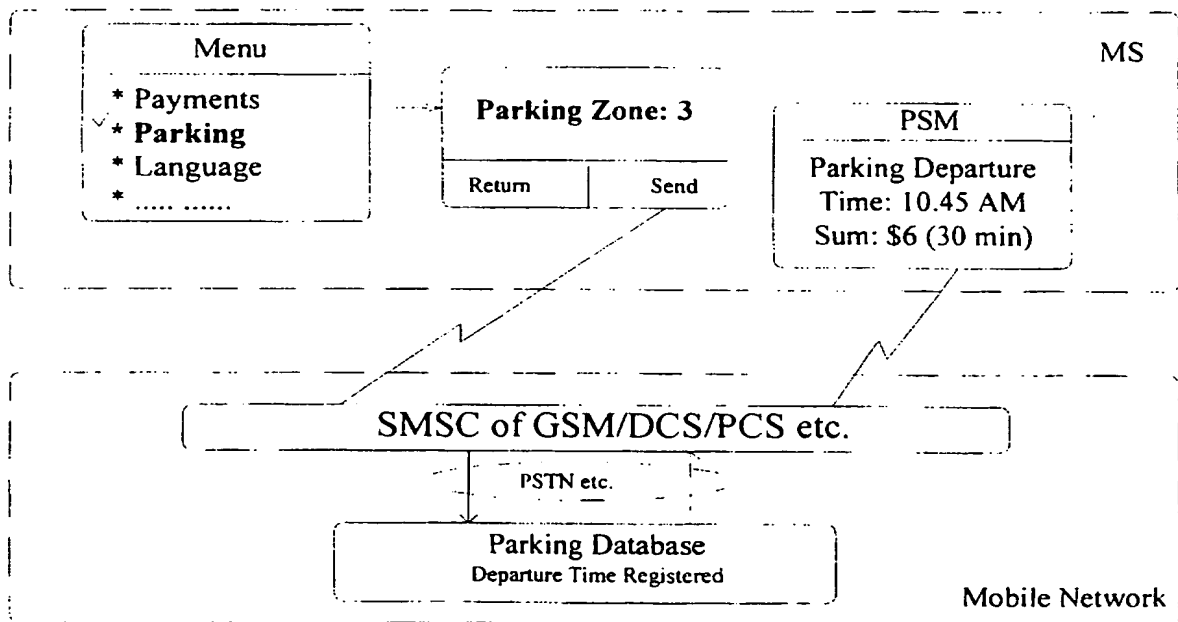 MS
Menu
* Payments
* Parking
* Language
* ..... ......
Parking Zone: 3
Return
Send
PSM
Parking Departure
Time: 10.45 AM
Sum: $6 (30 min)
SMSC of GSM/DCS/PCS etc.
PSTN etc.
Parking Database
Departure Time Registered
Mobile Network